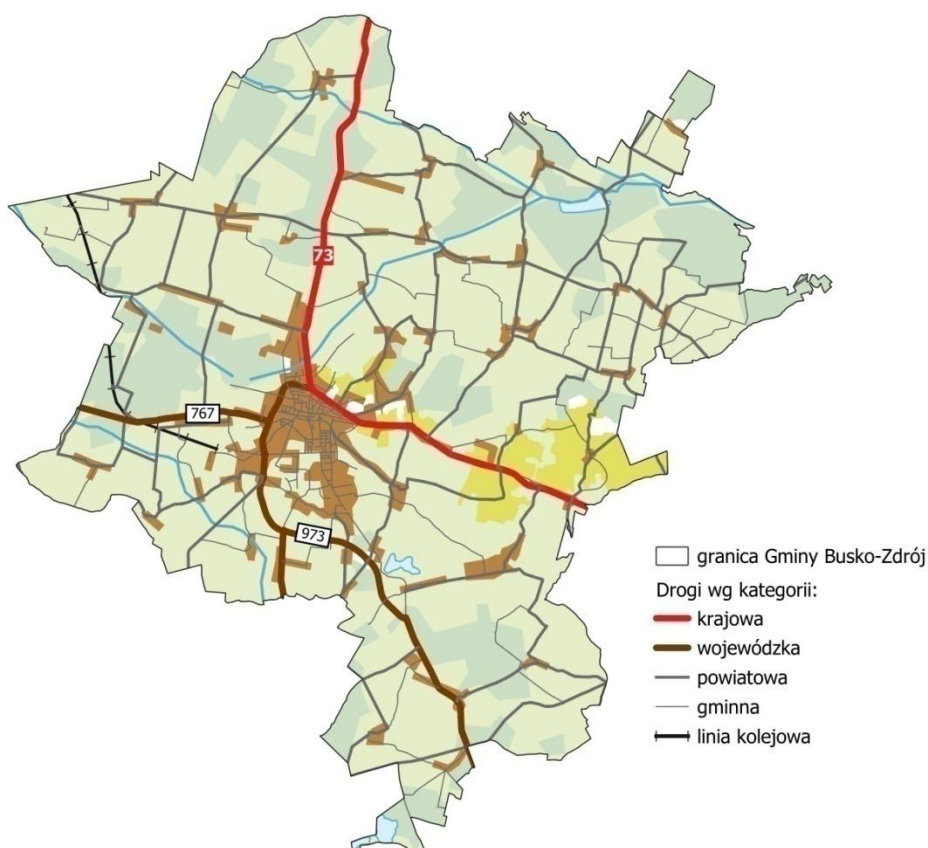 73
767
973
granica Gminy Busko-Zdrój
Drogi wg kategorii:
krajowa
wojewódzka
powiatowa
gminna
linia kolejowa